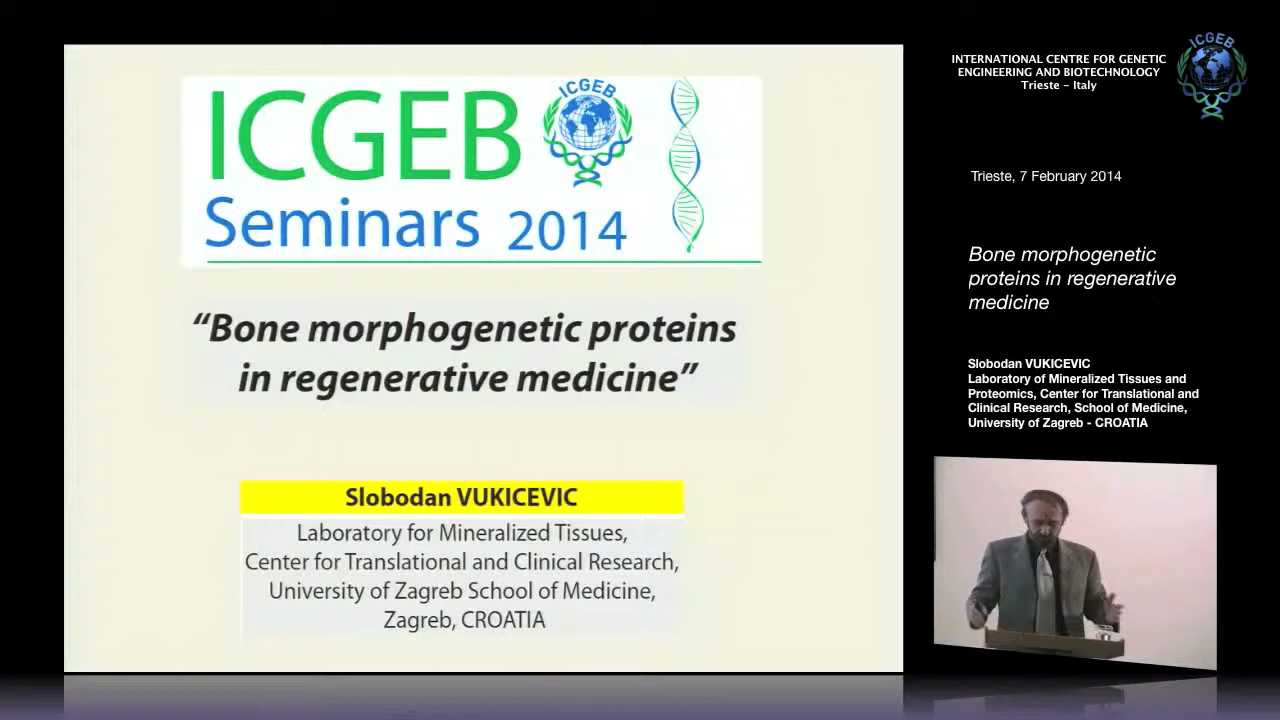 ICGEB
ICGEB
Seminars 2014
“Bone morphogenetic proteins
in regenerative medicine”
Slobodan VUKICEVIC
Laboratory for Mineralized Tissues,
Center for Translational and Clinical Research,
University of Zagreb School of Medicine,
Zagreb, CROATIA
INTERNATIONAL CENTRE FOR GENETIC
ENGINEERING AND BIOTECHNOLOGY
Trieste – Italy
ICGEB
Trieste, 7 February 2014
Bone morphogenetic
proteins in regenerative
medicine
Slobodan VUKICEVIC
Laboratory of Mineralized Tissues and
Proteomics, Center for Translational and
Clinical Research, School of Medicine,
University of Zagreb - CROATIA